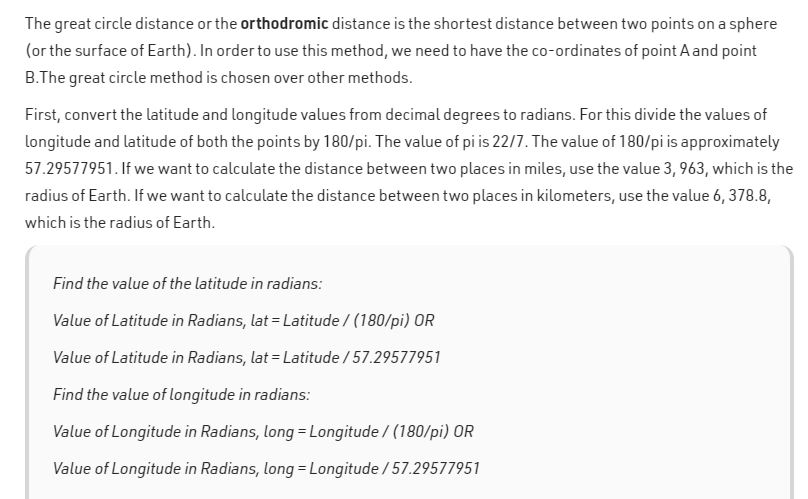 The great circle distance or the orthodromic distance is the shortest distance between two points on a sphere
(or the surface of Earth). In order to use this method, we need to have the co-ordinates of point A and point
B.The great circle method is chosen over other methods.
First, convert the latitude and longitude values from decimal degrees to radians. For this divide the values of
longitude and latitude of both the points by 180/pi. The value of pi is 22/7. The value of 180/pi is approximately
57.29577951. If we want to calculate the distance between two places in miles, use the value 3, 963, which is the
radius of Earth. If we want to calculate the distance between two places in kilometers, use the value 6, 378.8,
which is the radius of Earth.
Find the value of the latitude in radians:
Value of Latitude in Radians, lat = Latitude / (180/pi) OR
Value of Latitude in Radians, lat = Latitude / 57.29577951
Find the value of longitude in radians:
Value of Longitude in Radians, long = Longitude / (180/pi) OR
Value of Longitude in Radians, long = Longitude / 57.29577951